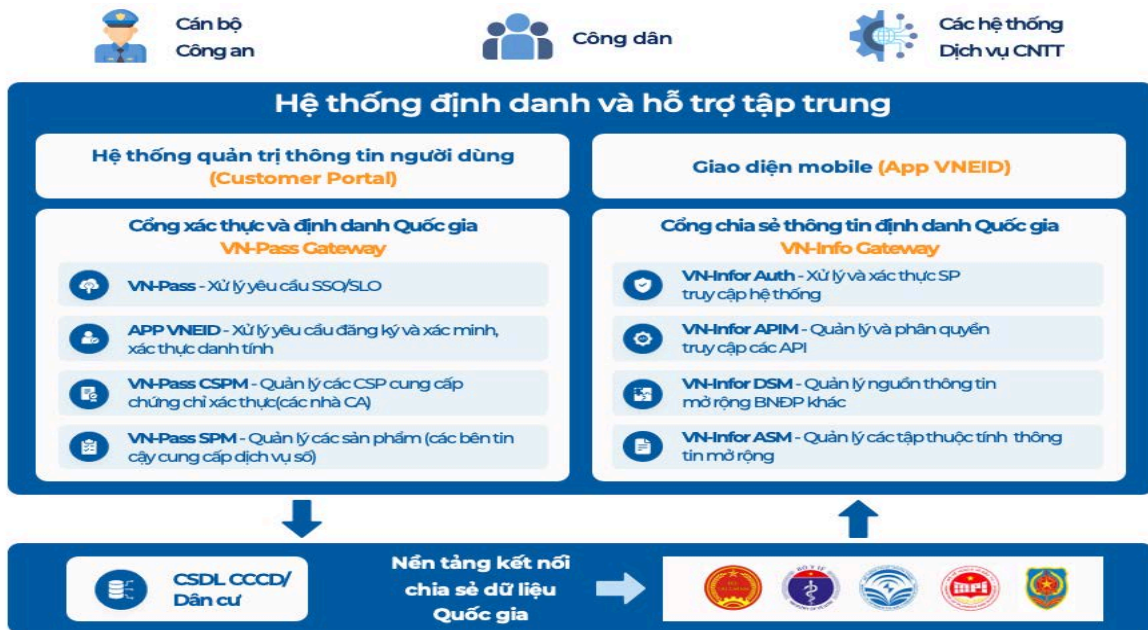 Cán bộ
Công an
Công dân
Các hệ thống
Dịch vụ CNTT
Hệ thống định danh và hỗ trợ tập trung
Hệ thống quản trị thông tin người dùng
(Customer Portal)
Giao diện mobile (App VNEID)
Cổng xác thực và định danh Quốc gia
VN-Pass Gateway
VN-Pass - Xử lý yêu cầu SSO/SLO
APP VNEID - Xử lý yêu cầu đăng ký và xác minh,
xác thực danh tính
VN-Pass CSPM - Quản lý các CSP cung cấp
chứng chỉ xác thực(các nhà CA)
VN-Pass SPM - Quản lý các sản phẩm (các bên tin
cậy cung cấp dịch vụ số)
Cổng chia sẻ thông tin định danh Quốc gia
VN-Info Gateway
VN-Infor Auth - Xử lý và xác thực SP
truy cập hệ thống
VN-Infor APIM - Quản lý và phân quyền
truy cập các API
VN-Infor DSM - Quản lý nguồn thông tin
mở rộng BNĐP khác
VN-Infor ASM - Quản lý các tập thuộc tính thông
tin mở rộng
CSDL CCCD/
Dân cư
Nền tảng kết nối
chia sẻ dữ liệu
Quốc gia
BỘ Y TẾ
mpi